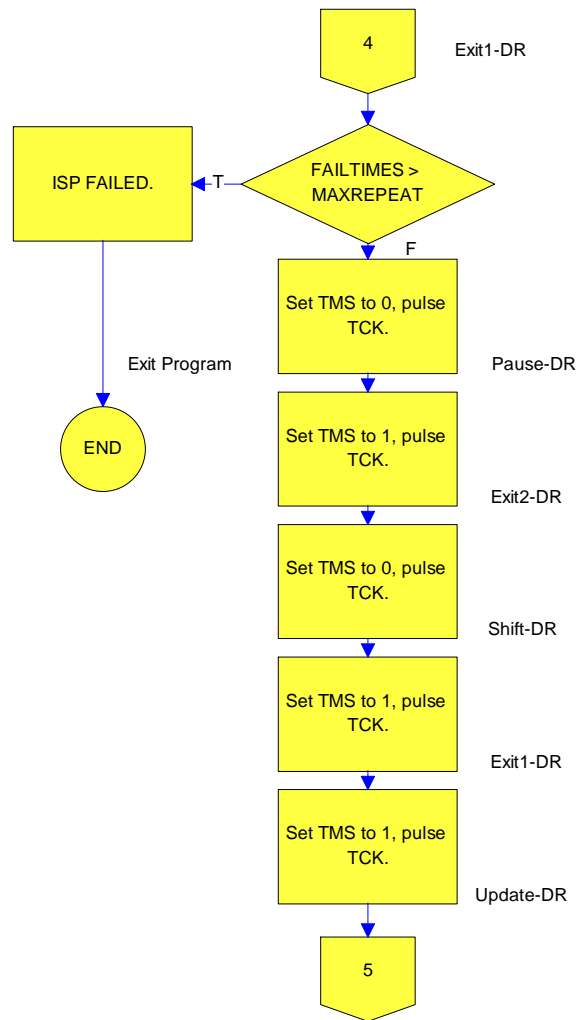 4
Exit1-DR
FAILTIMES >
MAXREPEAT
T
ISP FAILED.
F
Set TMS to 0, pulse
TCK.
Exit Program
Pause-DR
END
Set TMS to 1, pulse
TCK.
Exit2-DR
Set TMS to 0, pulse
TCK.
Shift-DR
Set TMS to 1, pulse
TCK.
Exit1-DR
Set TMS to 1, pulse
TCK.
Update-DR
5